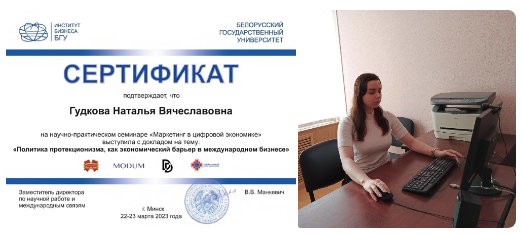 ИНСТИТУТ
БИЗНЕСА
БГУ
БЕЛОРУССКИЙ
ГОСУДАРСТВЕННЫЙ
УНИВЕРСИТЕТ
СЕРТИФИКАТ
подтверждает, что
Гудкова Наталья Вячеславовна
на научно-практическом семинаре «Маркетинг в цифровой экономике»
выступила с докладом на тему:
«Политика протекционизма, как экономический барьер в международном бизнесе»
MODUM
Заместитель директора
по научной работе и
международным связям
В.В. Манкевич
г. Минск
22-23 марта 2023 года